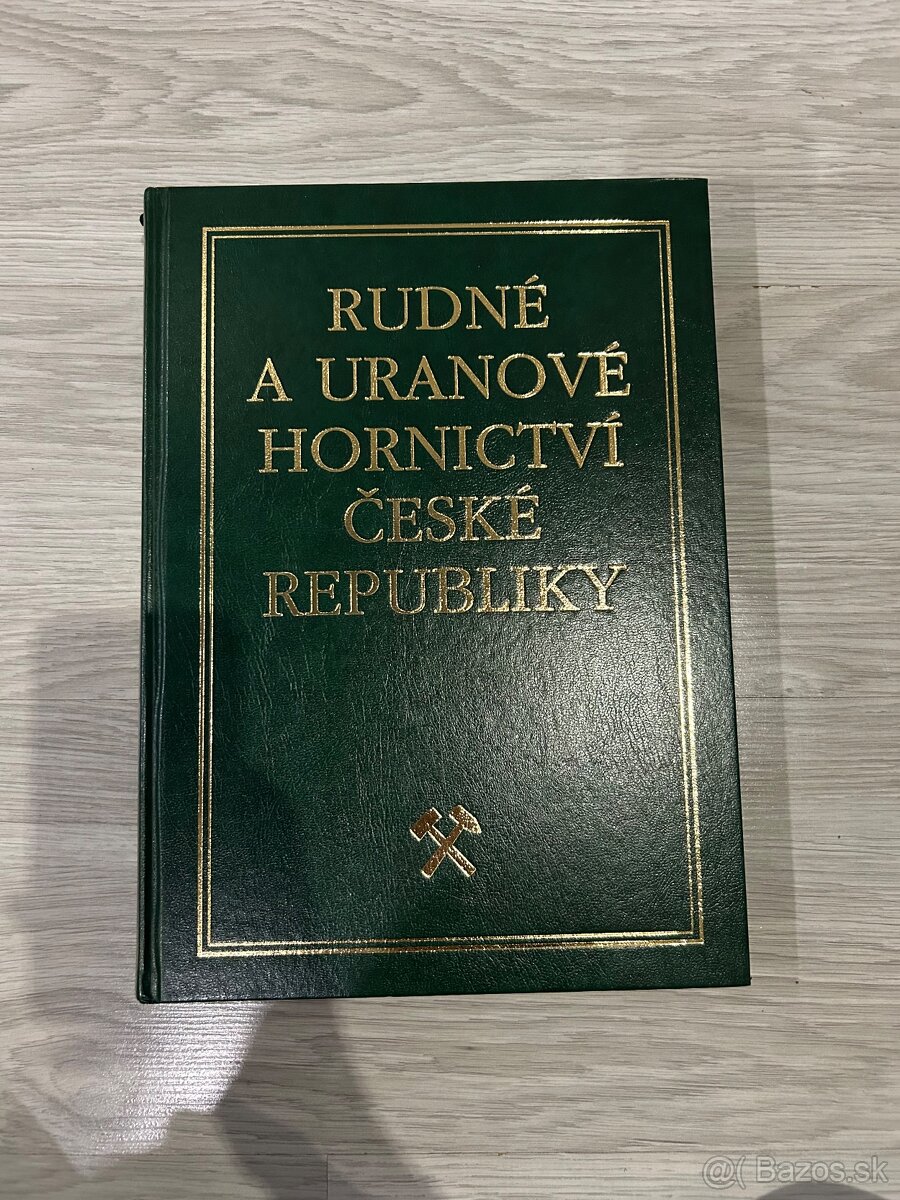 RUDNÉ
A URANOVÉ
HORNICTVÍ
ČESKÉ
REPUBLIKY
@( Bazos.sk